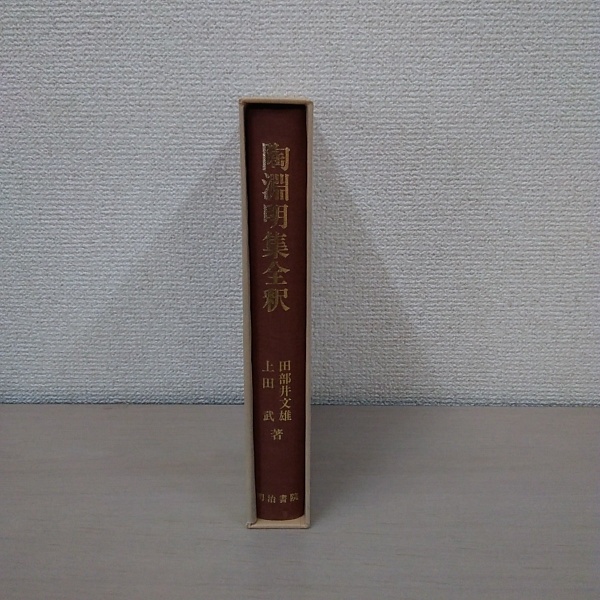 陶淵明集全釈
田部井文雄
上田 武 著
明治書院